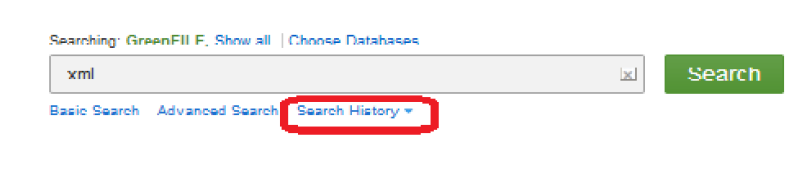 Searching: GreenFILE, Show all | Choose Databases
xml
Search
Basic Search Advanced Search Search History